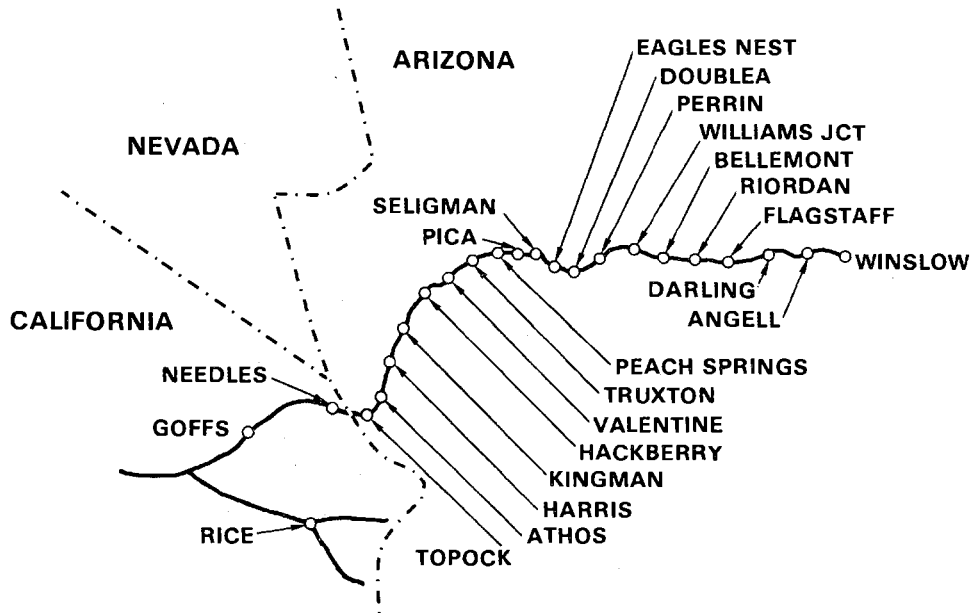 EAGLES NEST
ARIZONA
DOUBLEA
PERRIN
WILLIAMS JCT
NEVADA
BELLEMONT
RIORDAN
SELIGMAN
FLAGSTAFF
PICA
WINSLOW
DARLING
CALIFORNIA
ANGELL
PEACH SPRINGS
NEEDLES
TRUXTON
GOFFS
VALENTINE
HACKBERRY
KINGMAN
HARRIS
RICE
ATHOS
TOPOCK